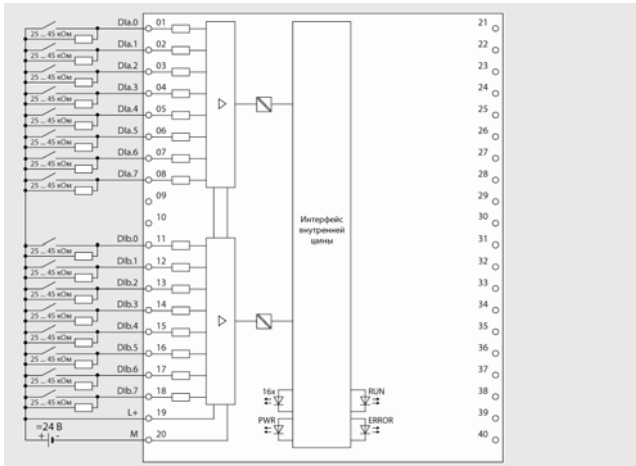 DIa.0 01 21
25 ... 45 кОм
DIa.1 02 22
25 ... 45 кОм
DIa.2 03 23
25 ... 45 кОм
DIa.3 04 24
25 ... 45 кОм
DIa.4 05 25
25 ... 45 кОм
DIa.5 06 26
25 ... 45 кОм
DIa.6 07 27
25 ... 45 кОм
DIa.7 08 28
25 ... 45 кОм
09 29
10 30
Интерфейс
внутренней
шины
DIb.0 11 31
25 ... 45 кОм
DIb.1 12 32
25 ... 45 кОм
DIb.2 13 33
25 ... 45 кОм
DIb.3 14 34
25 ... 45 кОм
DIb.4 15 35
25 ... 45 кОм
DIb.5 16 36
25 ... 45 кОм
DIb.6 17 37
25 ... 45 кОм
DIb.7 18 16x RUN 38
25 ... 45 кОм
L+ 19 39
=24 В PWR ERROR
+ - M 20 40